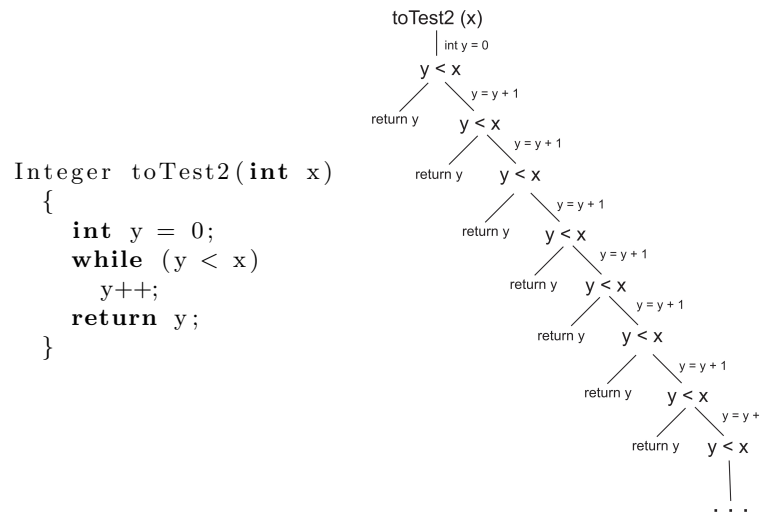 Integer toTest2(int x)
{
int y = 0;
while (y < x)
y++;
return y;
}
toTest2 (x)
int y = 0
y < x
y = y + 1
return y
y < x
y = y + 1
return y
y < x
y = y + 1
return y
y < x
y = y + 1
return y
y < x
y = y + 1
return y
y < x
y = y + 1
return y
y < x
y = y +
return y
y < x
. . .